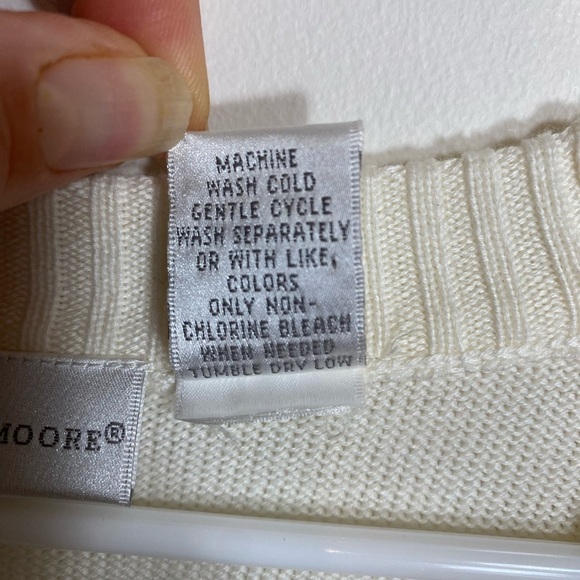 MACHINE
WASH COLD
GENTLE CYCLE
WASH SEPARATELY
OR WITH LIKE
COLORS
ONLY NON-
CHLORINE BLEACH
WHEN NEEDED
TUMBLE DRY LOW
MOORE®